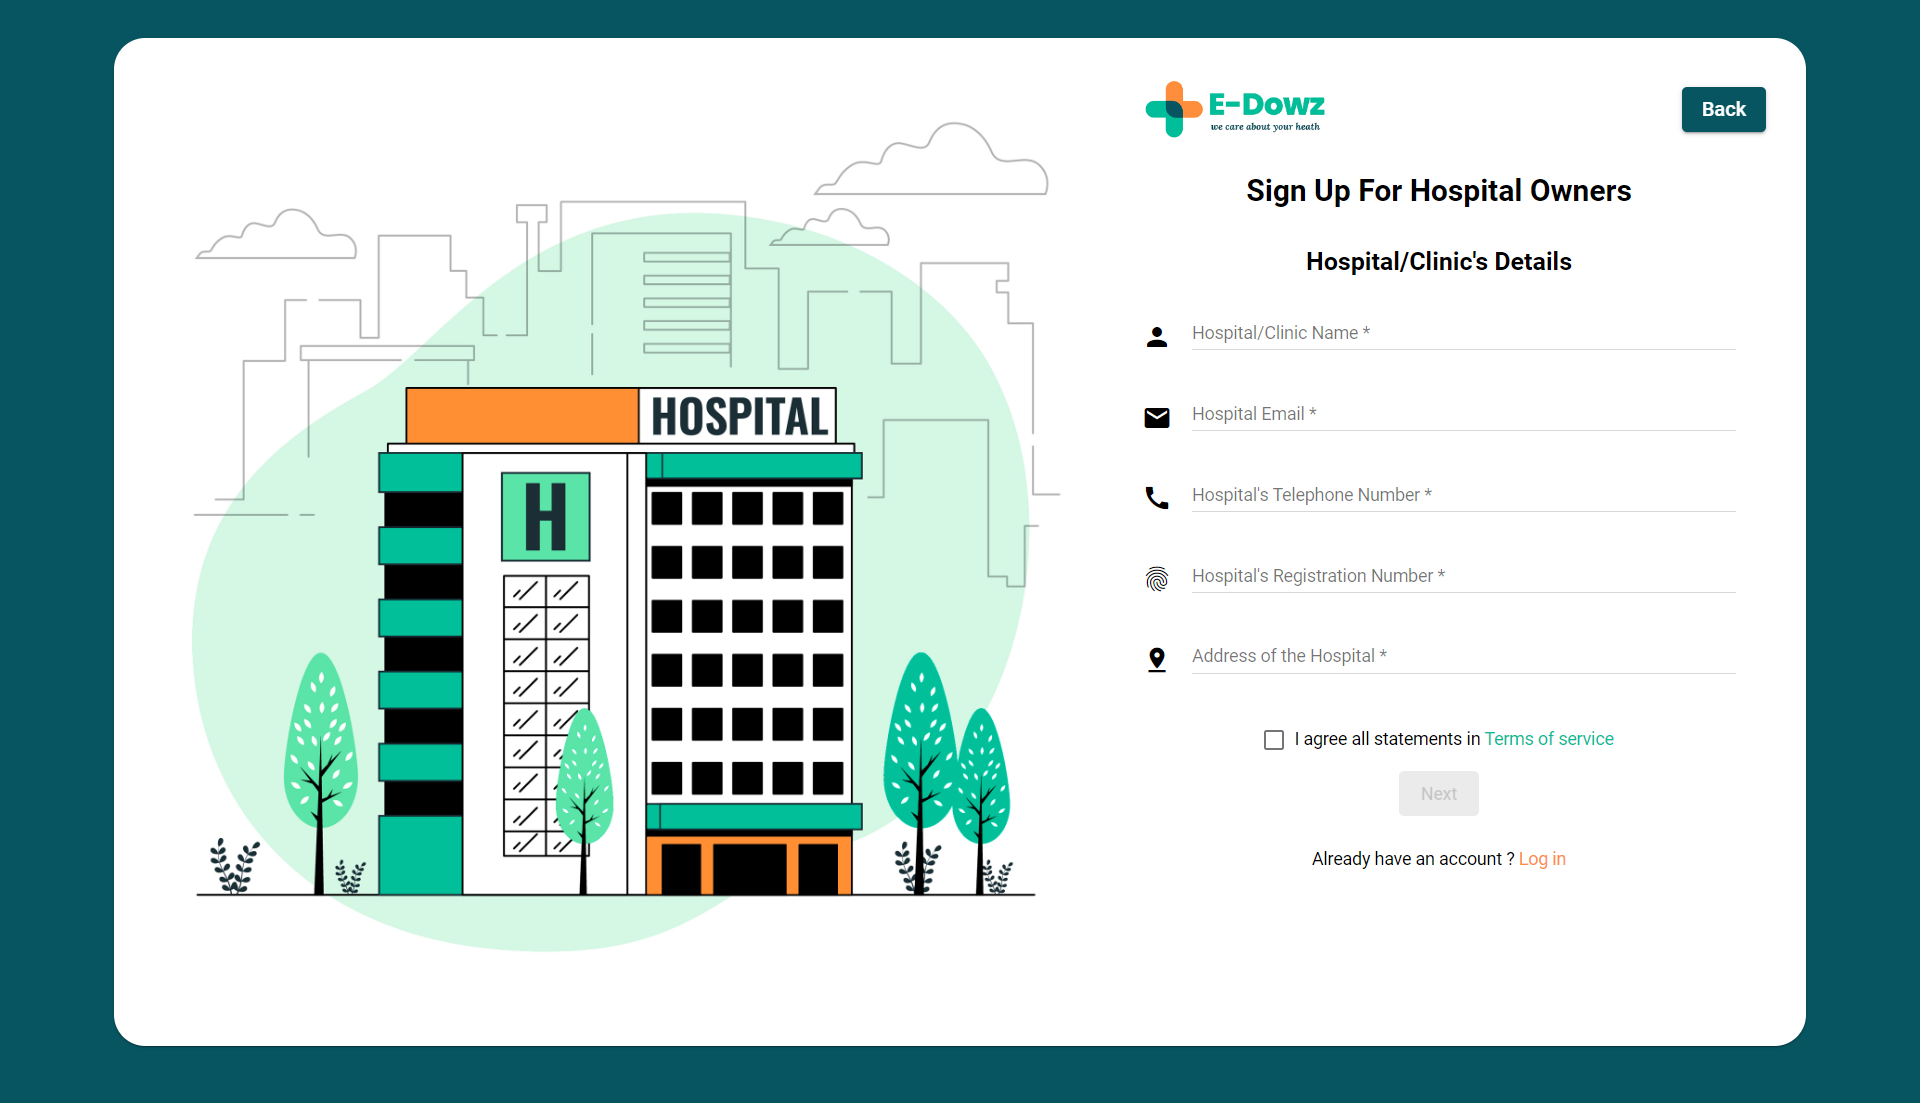 HOSPITAL
H
E-Dowz
we care about your heath
Back
Sign Up For Hospital Owners
Hospital/Clinic's Details
Hospital/Clinic Name *
Hospital Email *
Hospital's Telephone Number *
Hospital's Registration Number *
Address of the Hospital *
I agree all statements in Terms of service
Next
Already have an account ? Log in